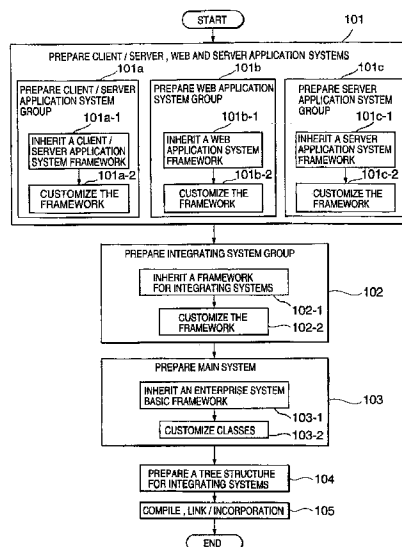 START
101
PREPARE CLIENT / SERVER , WEB AND SERVER APPLICATION SYSTEMS
101a
101b
101c
PREPARE CLIENT / SERVER
APPLICATION SYSTEM
GROUP
101a-1
INHERIT A CLIENT /
SERVER APPLICATION
SYSTEM FRAMEWORK
101a-2
CUSTOMIZE THE
FRAMEWORK
PREPARE WEB APPLICATION
SYSTEM GROUP
101b-1
INHERIT A WEB
APPLICATION SYSTEM
FRAMEWORK
101b-2
CUSTOMIZE THE
FRAMEWORK
PREPARE SERVER
APPLICATION SYSTEM
GROUP
101c-1
INHERIT A SERVER
APPLICATION SYSTEM
FRAMEWORK
101c-2
CUSTOMIZE THE
FRAMEWORK
PREPARE INTEGRATING SYSTEM GROUP
INHERIT A FRAMEWORK
FOR INTEGRATING SYSTEMS
102-1
102
CUSTOMIZE THE
FRAMEWORK
102-2
PREPARE MAIN SYSTEM
INHERIT AN ENTERPRISE SYSTEM
BASIC FRAMEWORK
103-1
103
CUSTOMIZE CLASSES
103-2
PREPARE A TREE STRUCTURE
FOR INTEGRATING SYSTEMS
104
COMPILE , LINK / INCORPORATION
105
END